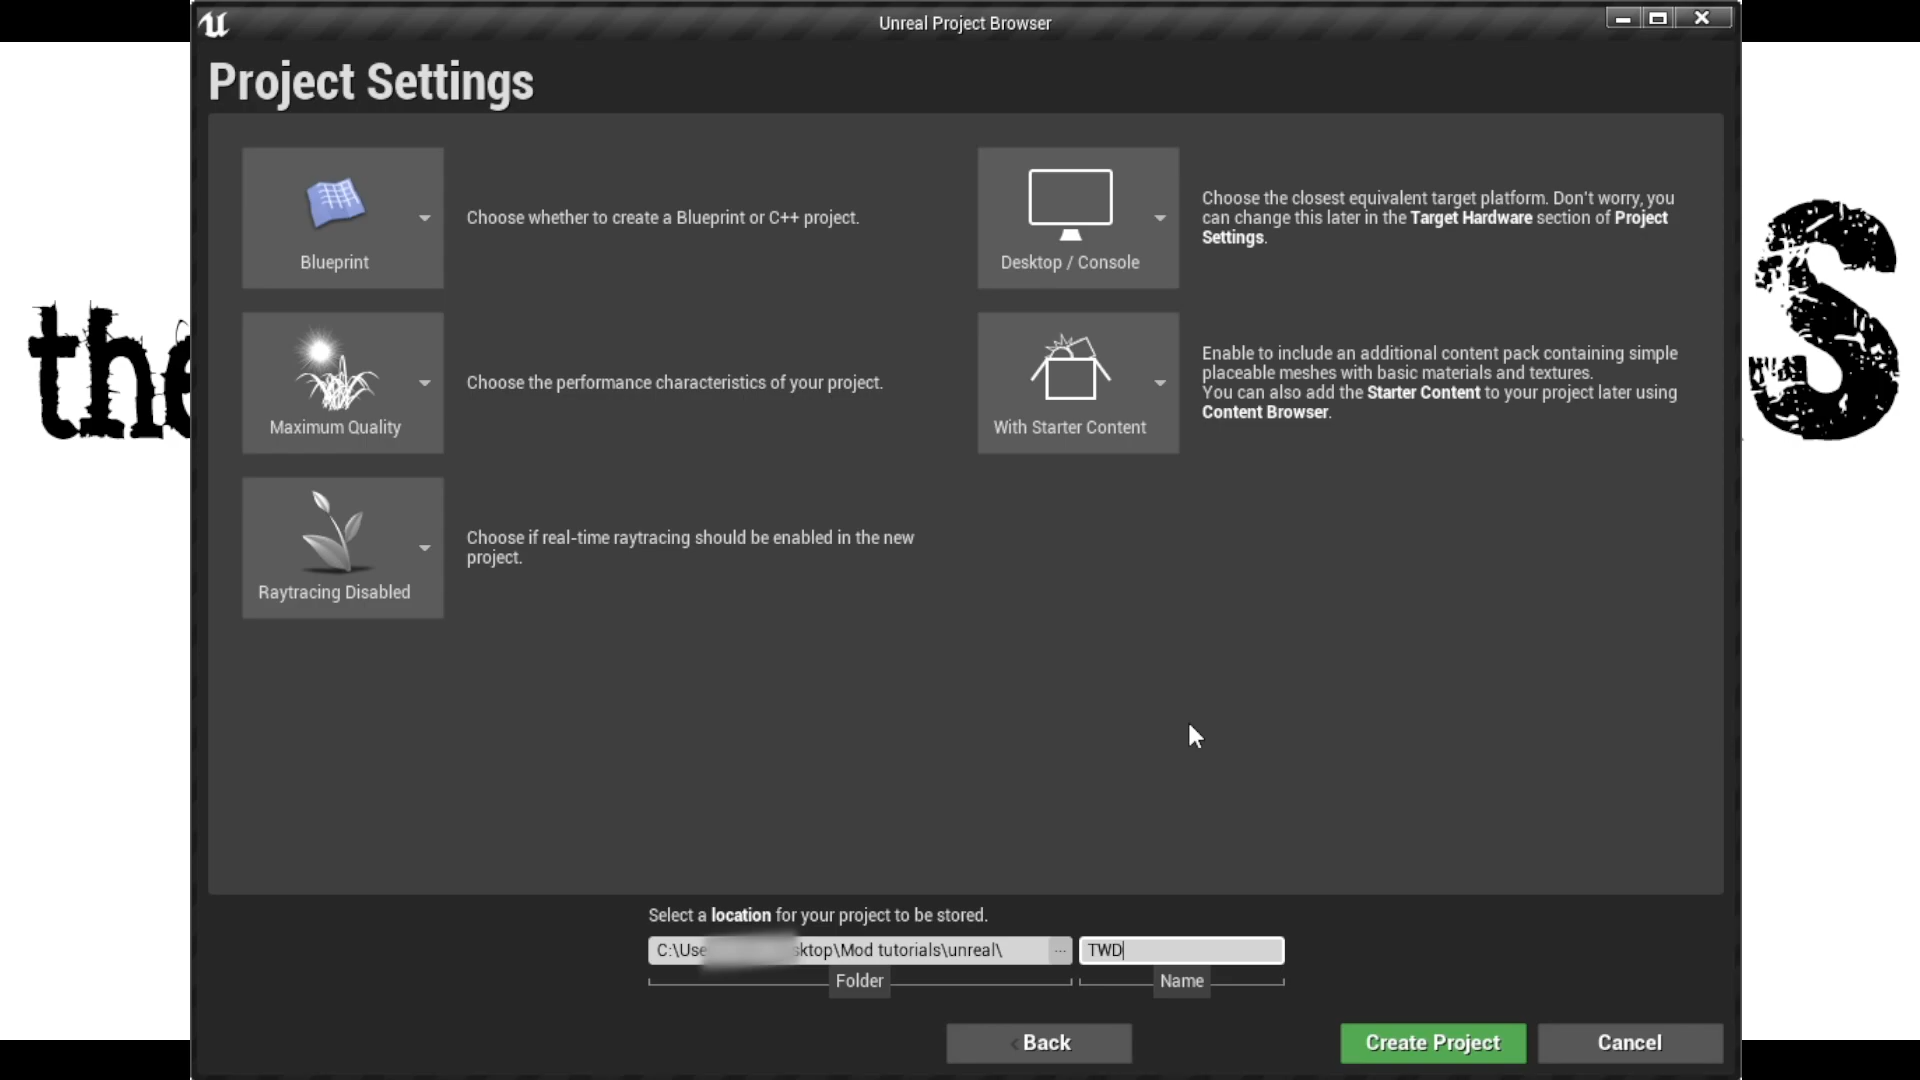 Unreal Project Browser
Project Settings
Blueprint
Choose whether to create a Blueprint or C++ project.
Desktop / Console
Choose the closest equivalent target platform. Don't worry, you
can change this later in the Target Hardware section of Project
Settings.
Maximum Quality
Choose the performance characteristics of your project.
With Starter Content
Enable to include an additional content pack containing simple
placeable meshes with basic materials and textures.
You can also add the Starter Content to your project later using
Content Browser.
Raytracing Disabled
Choose if real-time raytracing should be enabled in the new
project.
Select a location for your project to be stored.
C:\Use sktop\Mod tutorials\unreal\ ...
TWD
Folder
Name
< Back
Create Project
Cancel
the
S